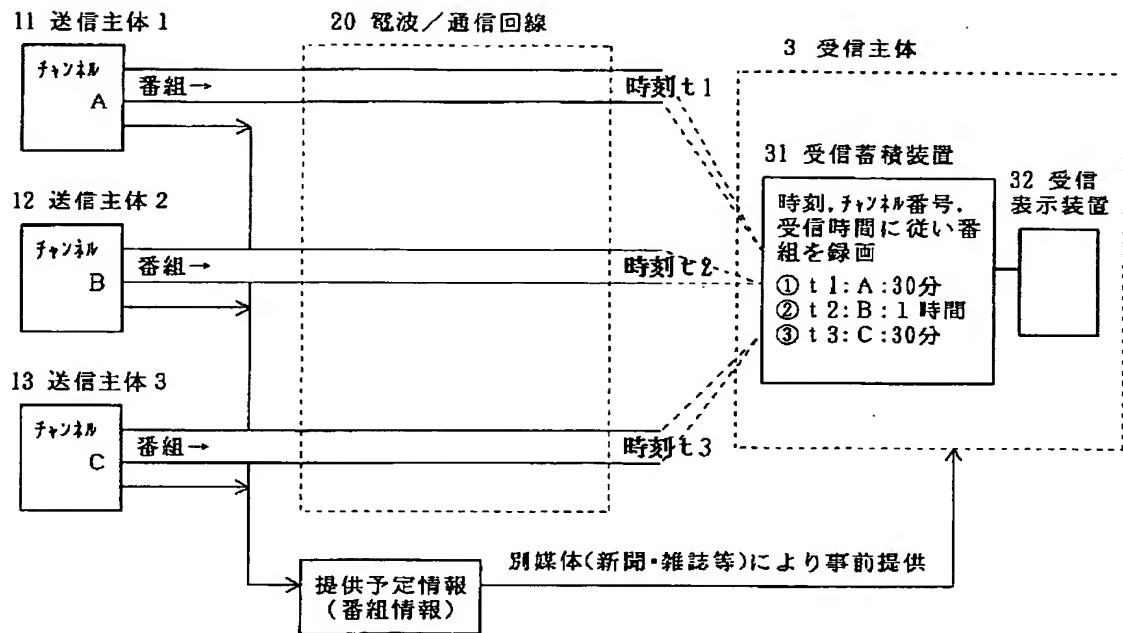 11 送信主体1
20 電波／通信回線
3 受信主体
チャンネル
A
番組→
時刻t1
12 送信主体2
チャンネル
B
番組→
時刻t2
31 受信蓄積装置
時刻，チャンネル番号，
受信時間に従い番
組を録画
① t1:A:30分
② t2:B:1時間
③ t3:C:30分
32 受信
表示装置
13 送信主体3
チャンネル
C
番組→
時刻t3
提供予定情報
（番組情報）
別媒体(新聞・雑誌等)により事前提供